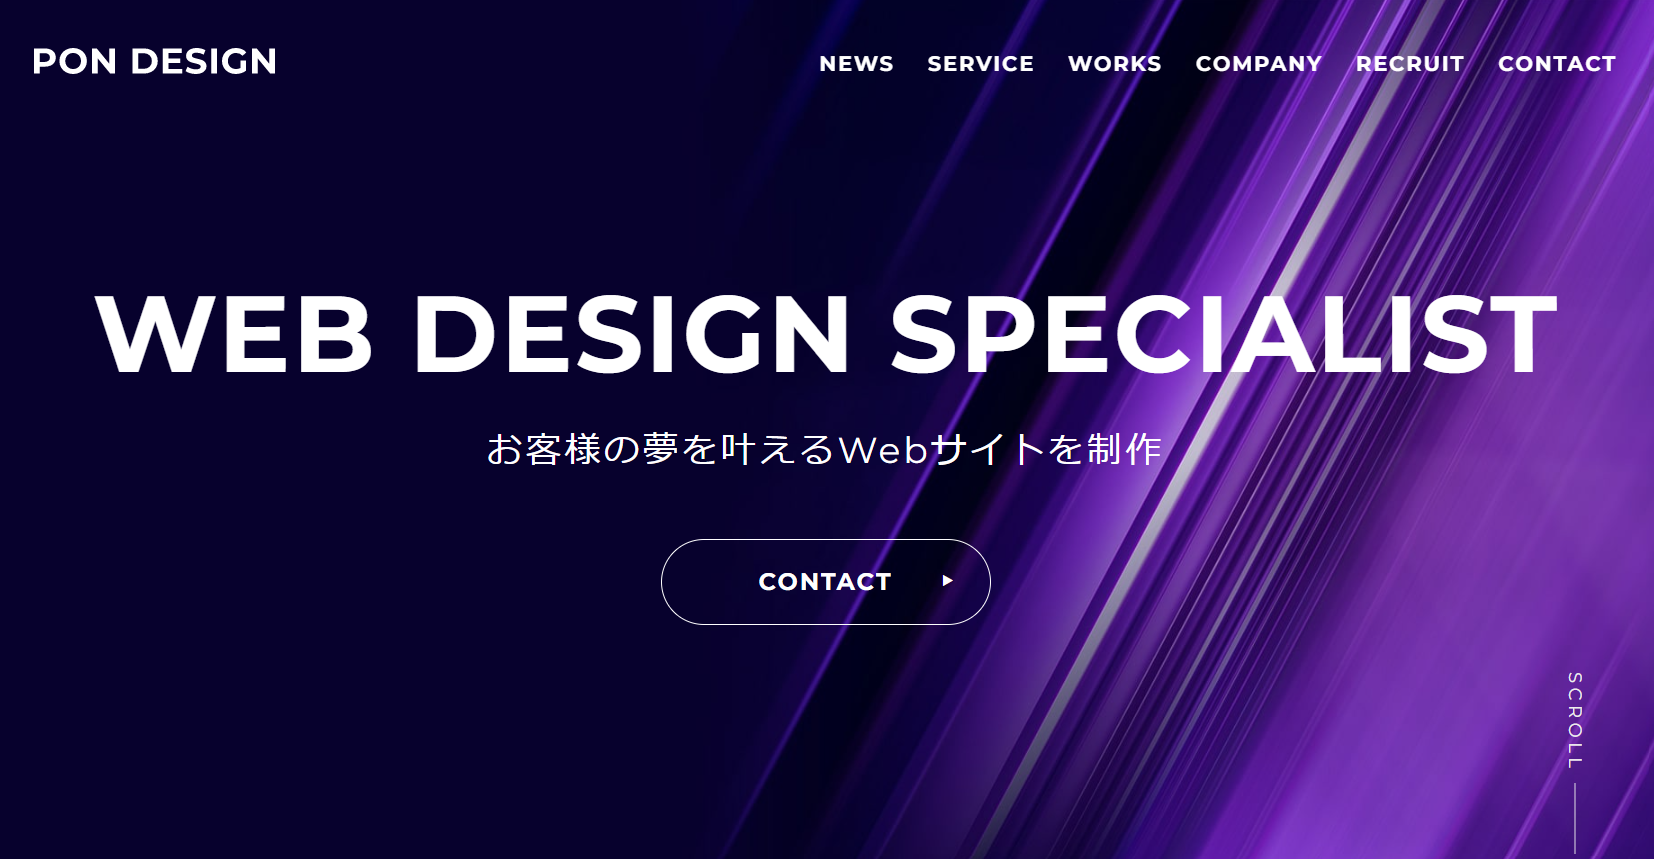 PON DESIGN
NEWS SERVICE WORKS COMPANY RECRUIT CONTACT
WEB DESIGN SPECIALIST
お客様の夢を叶えるWebサイトを制作
CONTACT
SCROLL